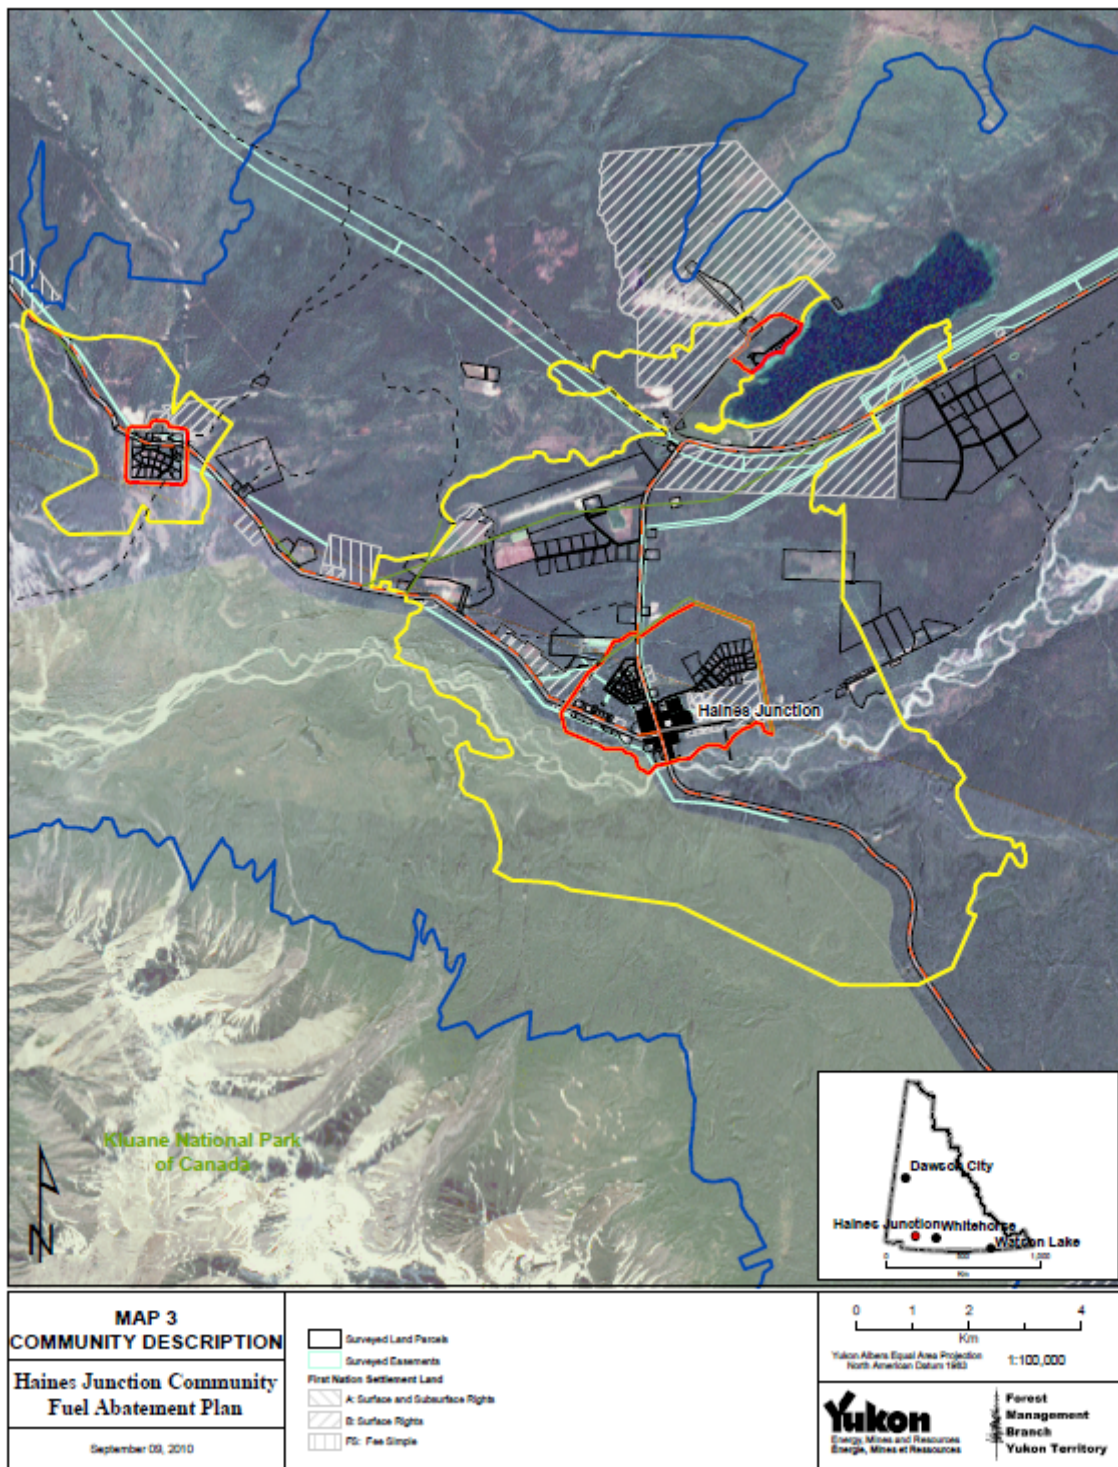 Haines Junction
Kluane National Park
of Canada
N
Dawson City
Haines Junction
Whitehorse
Watson Lake
0 500 1,000
Km
MAP 3
COMMUNITY DESCRIPTION
Haines Junction Community
Fuel Abatement Plan
September 09, 2010
Surveyed Land Parcels
Surveyed Easements
First Nation Settlement Land
A: Surface and Subsurface Rights
B: Surface Rights
FS: Fee Simple
0 1 2 4
Km
Yukon Albers Equal Area Projection
North American Datum 1983
1:100,000
Yukon
Energy, Mines and Resources
Énergie, Mines et Ressources
Forest
Management
Branch
Yukon Territory